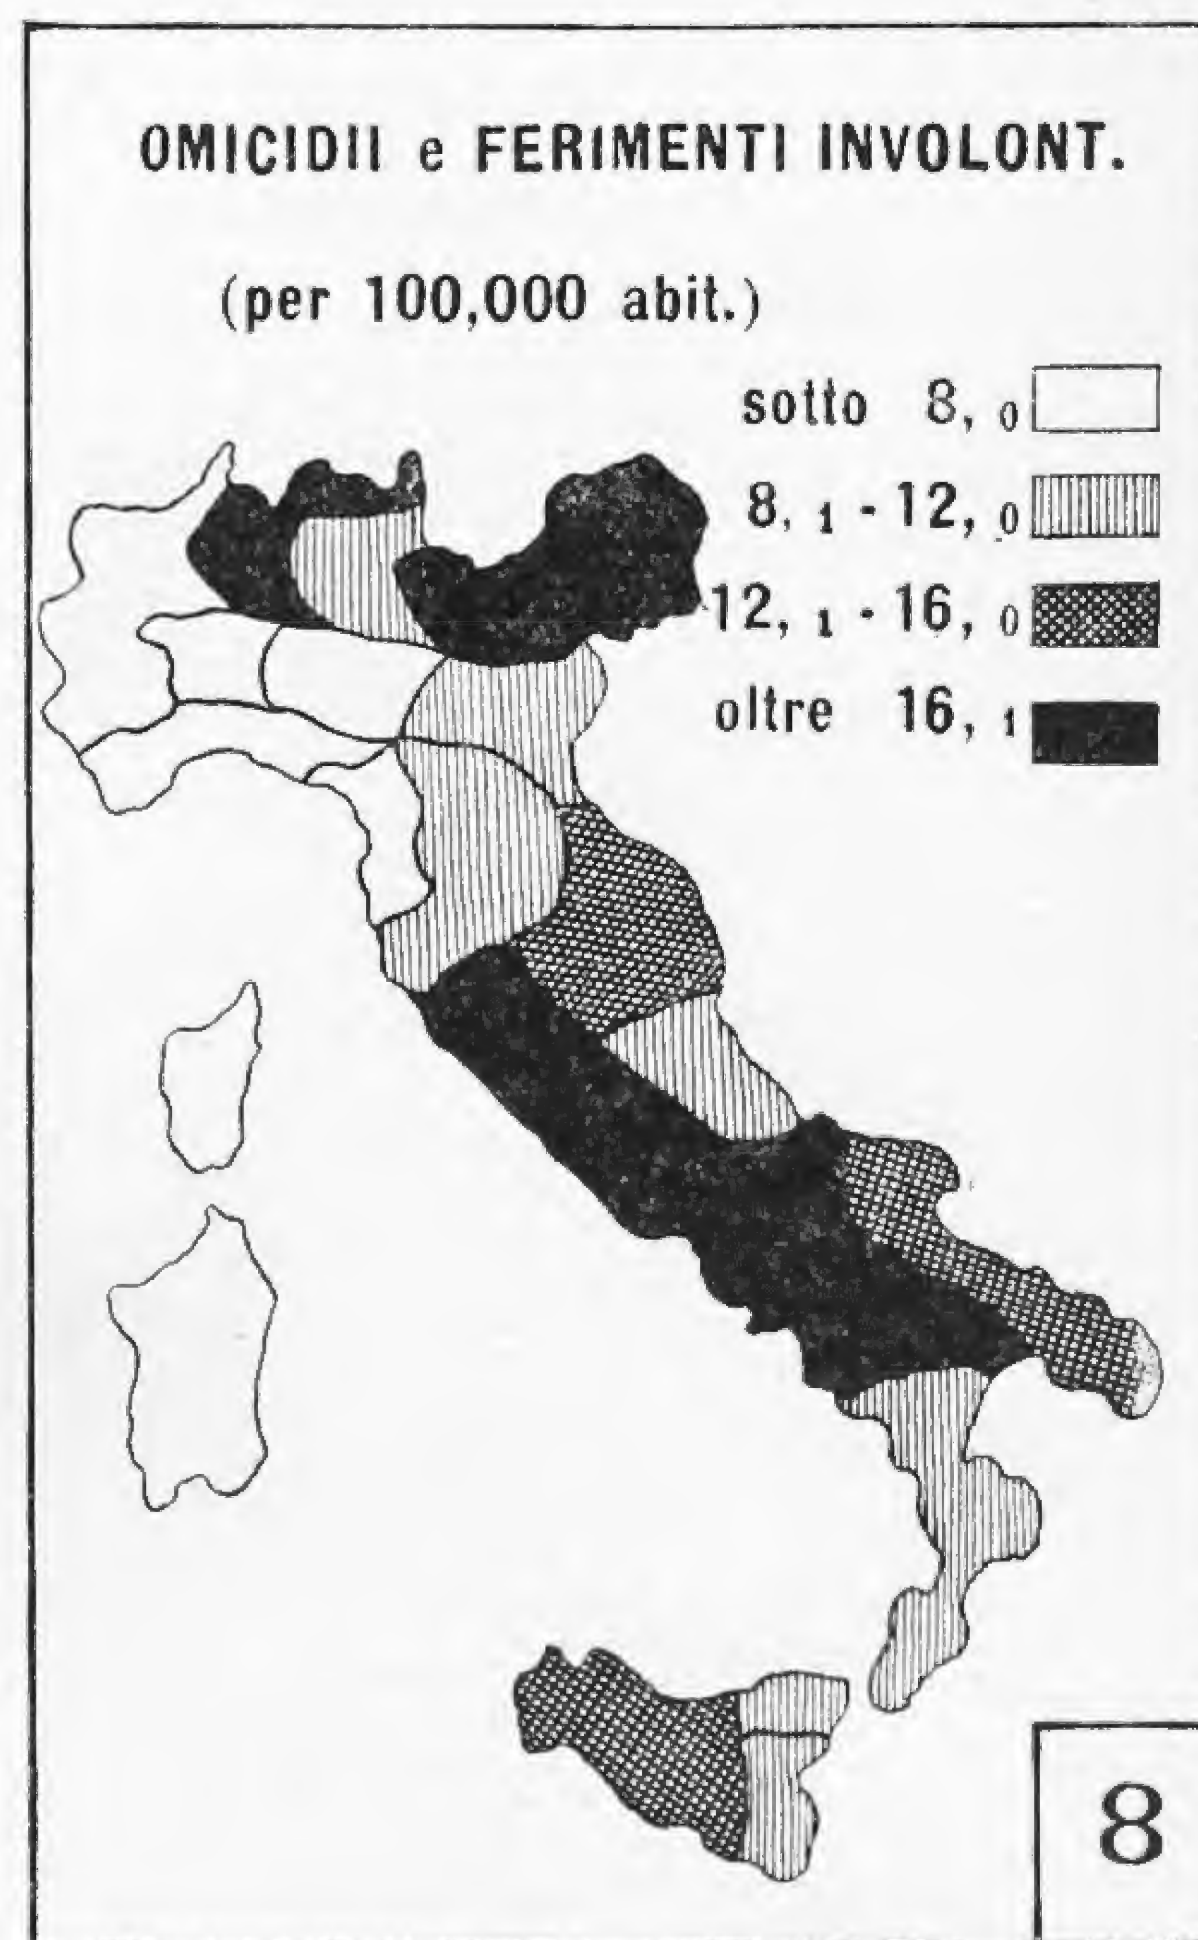 OMICIDII e FERIMENTI INVOLONT.
(per 100,000 abit.)
sotto 8, 0
8, 1 - 12, 0
12, 1 - 16, 0
oltre 16, 1
8